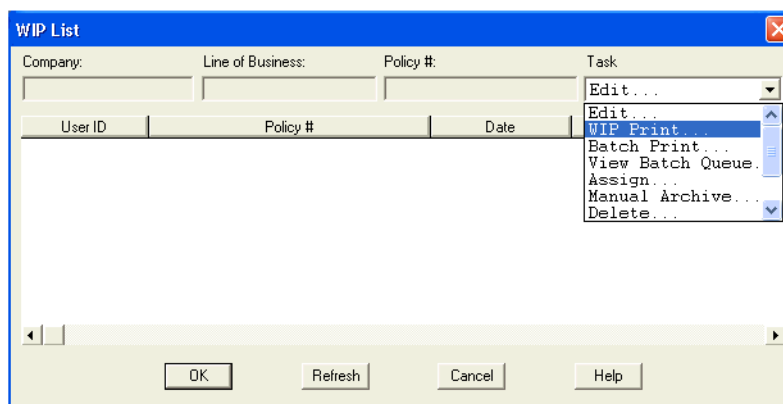 WIP List
Company: Line of Business: Policy #: Task
Edit...
User ID Policy # Date
Edit...
WIP Print...
Batch Print...
View Batch Queue.
Assign...
Manual Archive...
Delete...
OK Refresh Cancel Help